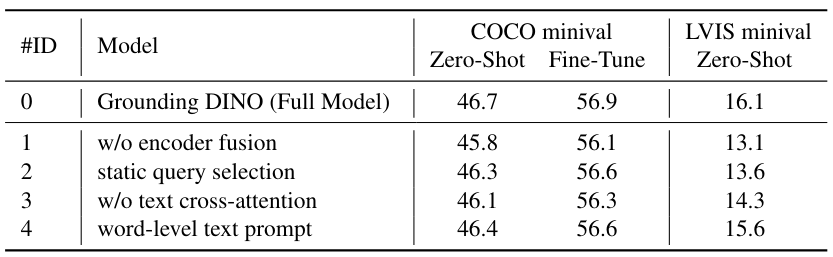 #ID Model COCO minival LVIS minival
Zero-Shot Fine-Tune Zero-Shot
0 Grounding DINO (Full Model) 46.7 56.9 16.1
1 w/o encoder fusion 45.8 56.1 13.1
2 static query selection 46.3 56.6 13.6
3 w/o text cross-attention 46.1 56.3 14.3
4 word-level text prompt 46.4 56.6 15.6